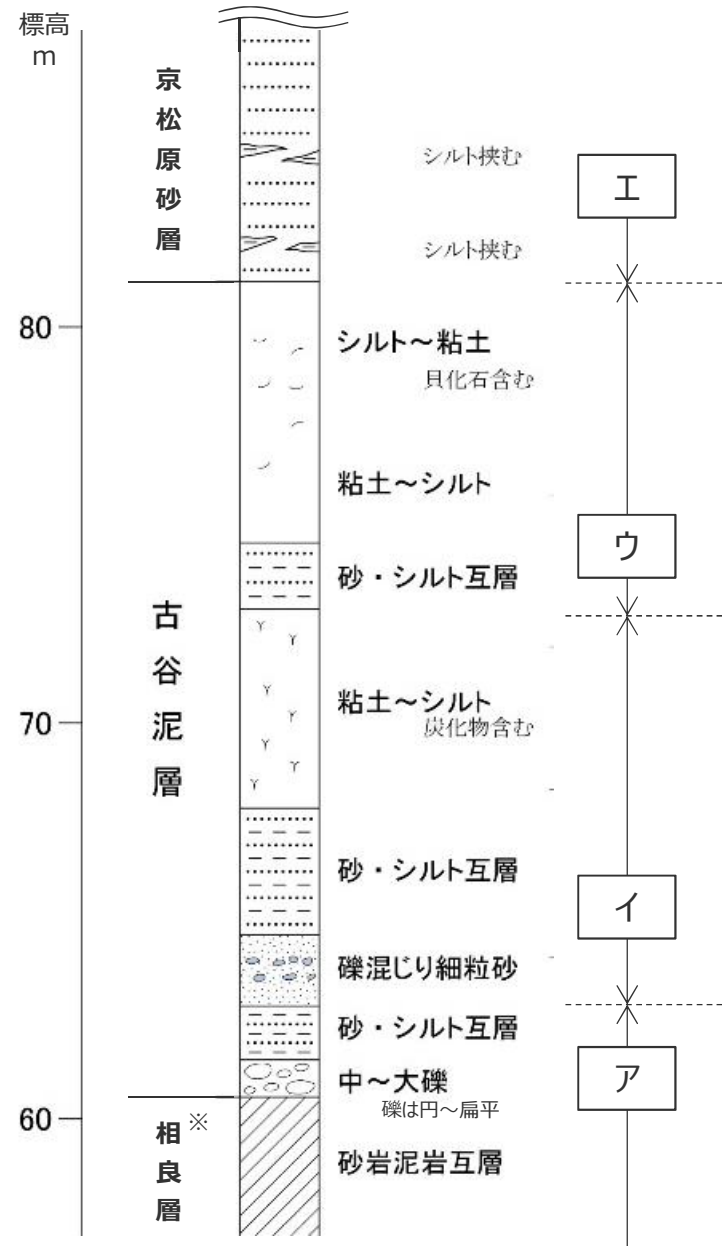 標高
m
京松原砂層
シルト挟む
エ
シルト挟む
80
シルト～粘土
貝化石含む
粘土～シルト
ウ
砂・シルト互層
古谷泥層
粘土～シルト
炭化物含む
70
砂・シルト互層
イ
礫混じり細粒砂
砂・シルト互層
ア
中～大礫
礫は円～扁平
60
相良層※
砂岩泥岩互層